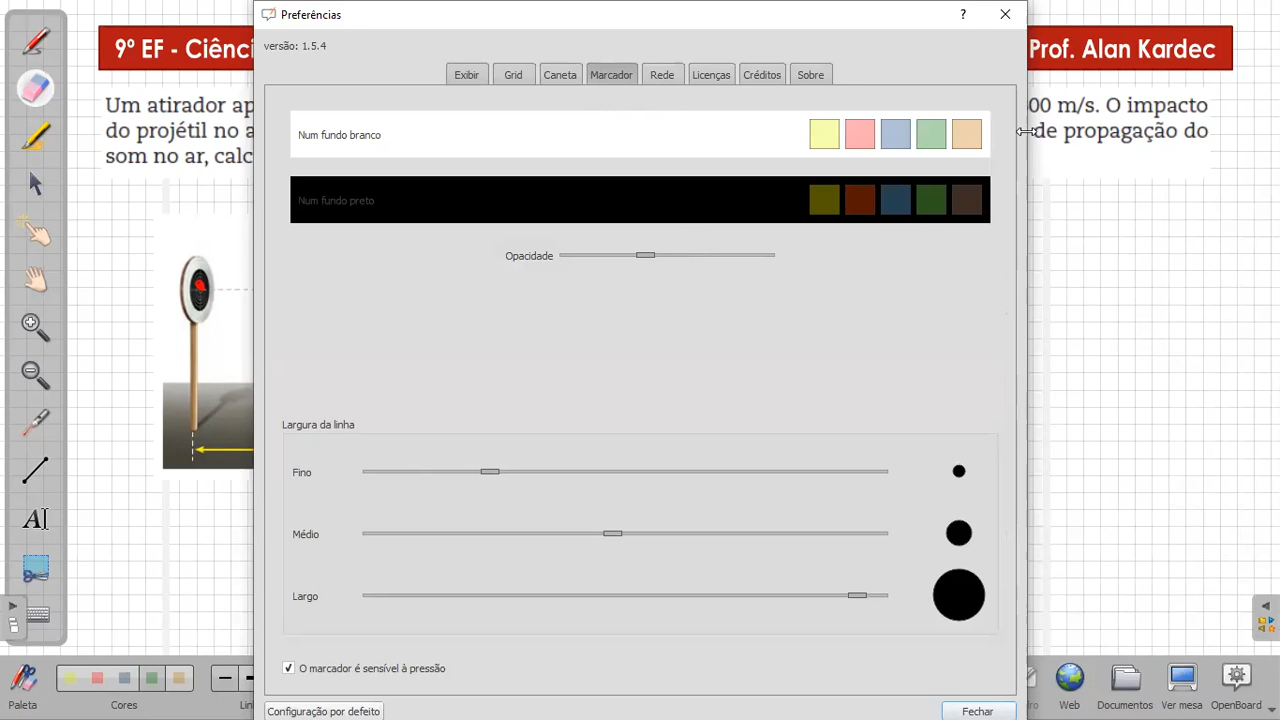 Preferências
?
versão: 1.5.4
9º EF - Ciênci
Prof. Alan Kardec
Exibir Grid Caneta Marcador Rede Licenças Créditos Sobre
Um atirador ap
00 m/s. O impacto
do projétil no a
de propagação do
som no ar, calc
Num fundo branco
Num fundo preto
Opacidade
Largura da linha
Fino
Médio
Largo
O marcador é sensível à pressão
Configuração por defeito
Fechar
Paleta
Cores
Lin
ro
Web
Documentos
Ver mesa
OpenBoard